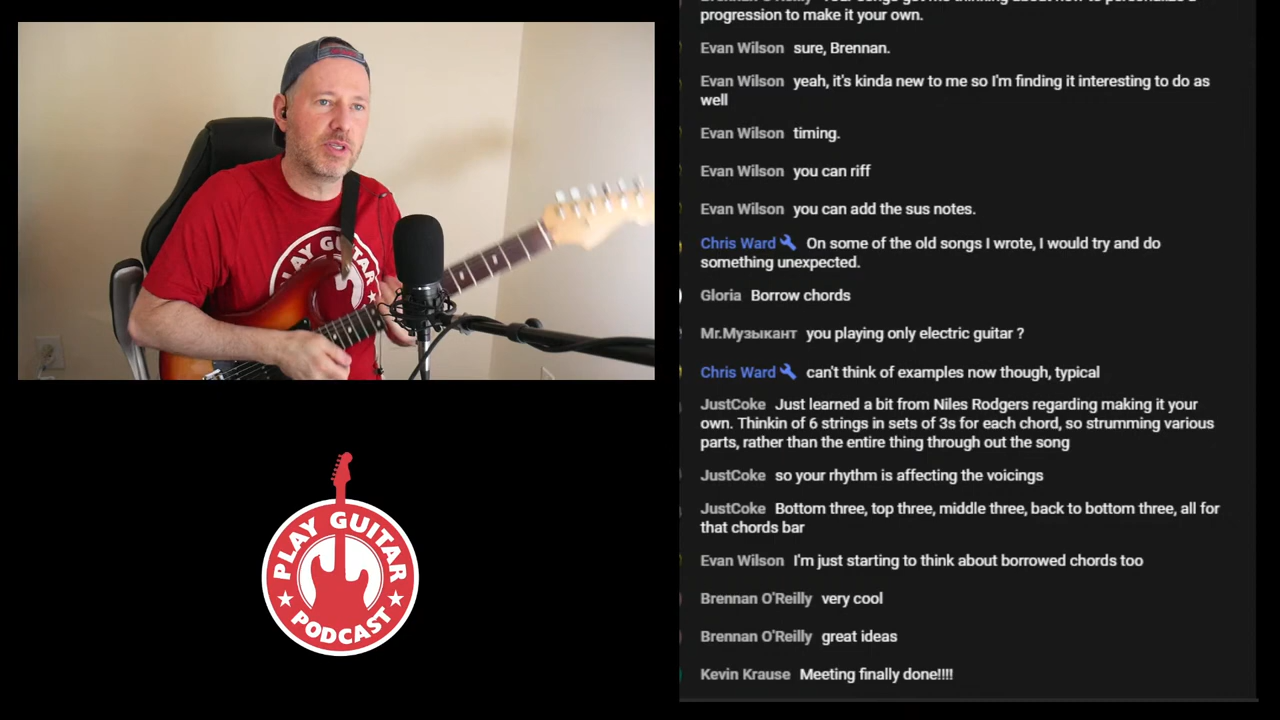 progression to make it your own.
Evan Wilson sure, Brennan.
Evan Wilson yeah, it's kinda new to me so I'm finding it interesting to do as
well
Evan Wilson timing.
Evan Wilson you can riff
Evan Wilson you can add the sus notes.
Chris Ward On some of the old songs I wrote, I would try and do
something unexpected.
Gloria Borrow chords
Mr.Музыкант you playing only electric guitar ?
Chris Ward can't think of examples now though, typical
JustCoke Just learned a bit from Niles Rodgers regarding making it your
own. Thinkin of 6 strings in sets of 3s for each chord, so strumming various
parts, rather than the entire thing through out the song
JustCoke so your rhythm is affecting the voicings
JustCoke Bottom three, top three, middle three, back to bottom three, all for
that chords bar
Evan Wilson I'm just starting to think about borrowed chords too
Brennan O'Reilly very cool
Brennan O'Reilly great ideas
Kevin Krause Meeting finally done!!!!
PLAY GUITAR
PLAY GUITAR
PODCAST